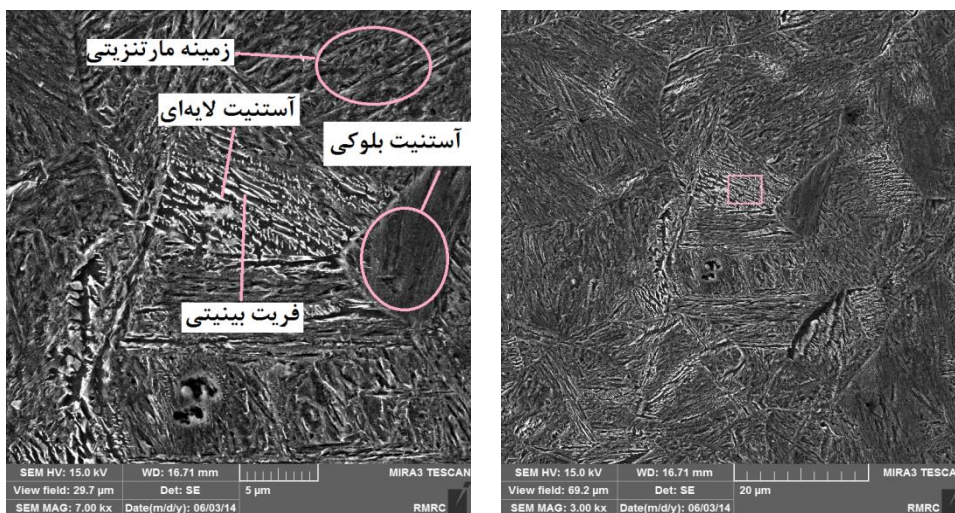 زمینه مارتنزیتی
آستنیت لایه‌ای
آستنیت بلوکی
فریت بینیتی
SEM HV: 15.0 kV WD: 16.71 mm MIRA3 TESCAN
View field: 29.7 µm Det: SE 5 µm
SEM MAG: 7.00 kx Date(m/d/y): 06/03/14 RMRC
SEM HV: 15.0 kV WD: 16.71 mm MIRA3 TESCAN
View field: 69.2 µm Det: SE 20 µm
SEM MAG: 3.00 kx Date(m/d/y): 06/03/14 RMRC